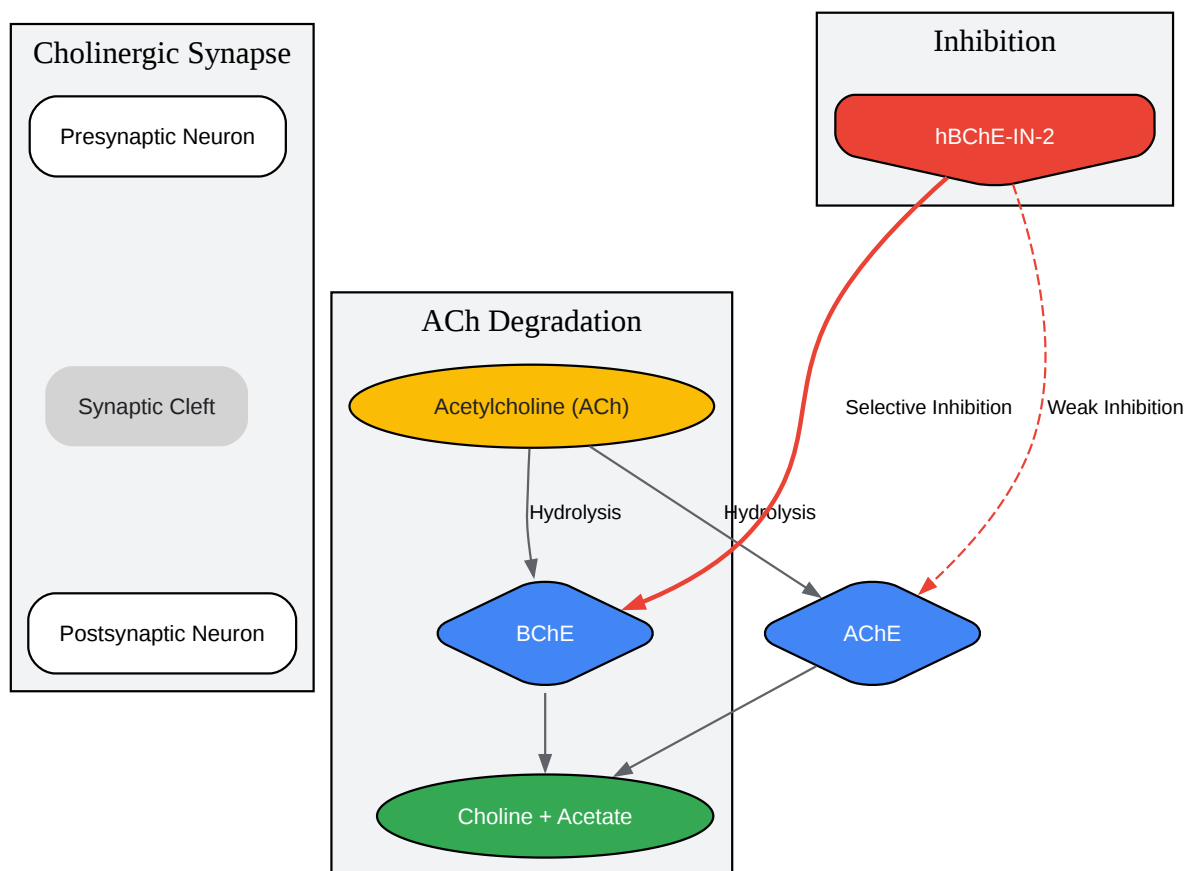 Cholinergic Synapse
Presynaptic Neuron
Synaptic Cleft
Postsynaptic Neuron
Inhibition
hBChE-IN-2
Selective Inhibition
Weak Inhibition
ACh Degradation
Acetylcholine (ACh)
Hydrolysis
Hydrolysis
BChE
AChE
Choline + Acetate